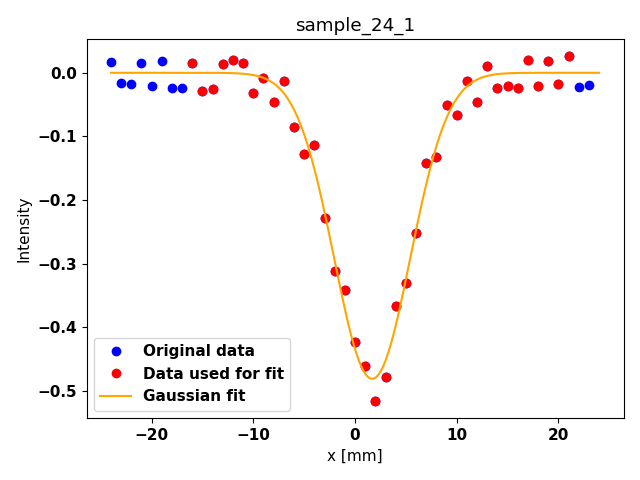 sample_24_1
0.0
−0.1
−0.2
−0.3
−0.4
−0.5
Intensity
Original data
Data used for fit
Gaussian fit
−20 −10 0 10 20
x [mm]